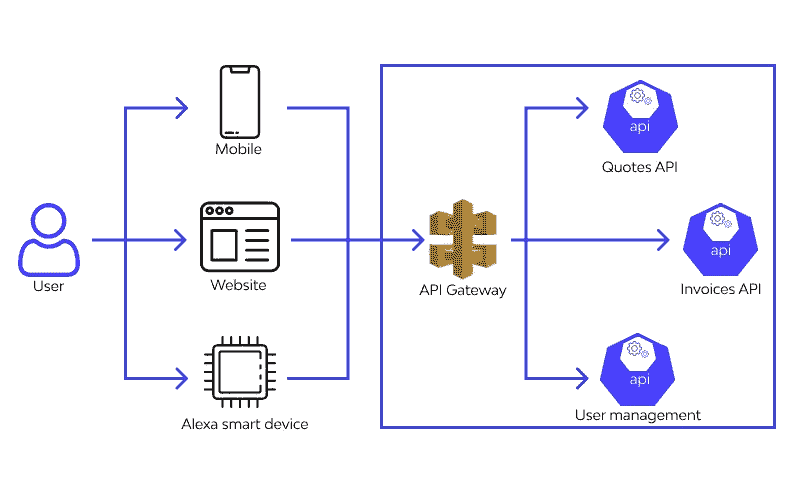 Mobile
api
Quotes API
User
Website
API Gateway
api
Invoices API
Alexa smart device
api
User management